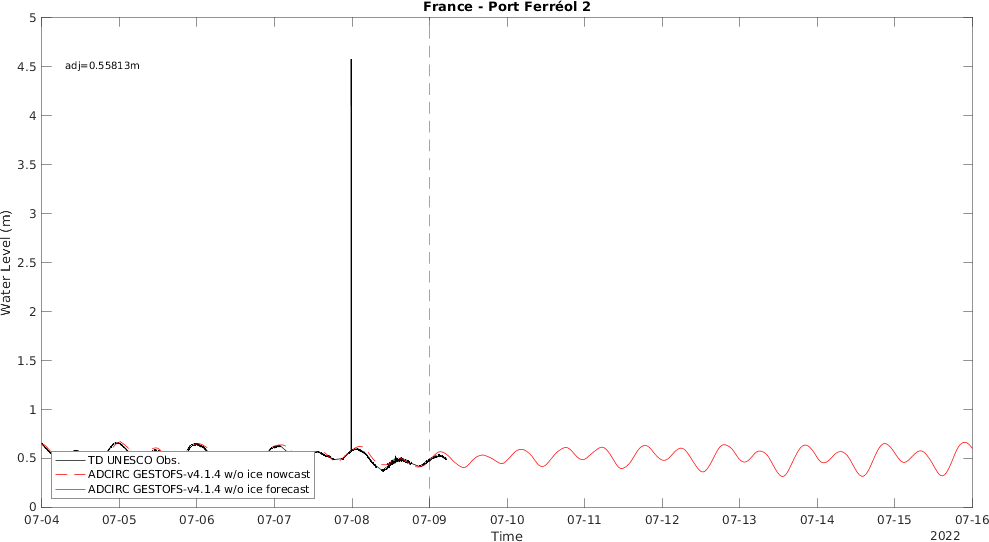 France - Port Ferréol 2
5
4.5
4
3.5
3
2.5
2
1.5
1
0.5
0
Water Level (m)
adj=0.55813m
TD UNESCO Obs.
ADCIRC GESTOFS-v4.1.4 w/o ice nowcast
ADCIRC GESTOFS-v4.1.4 w/o ice forecast
07-04 07-05 07-06 07-07 07-08 07-09 07-10 07-11 07-12 07-13 07-14 07-15 07-16
Time
2022